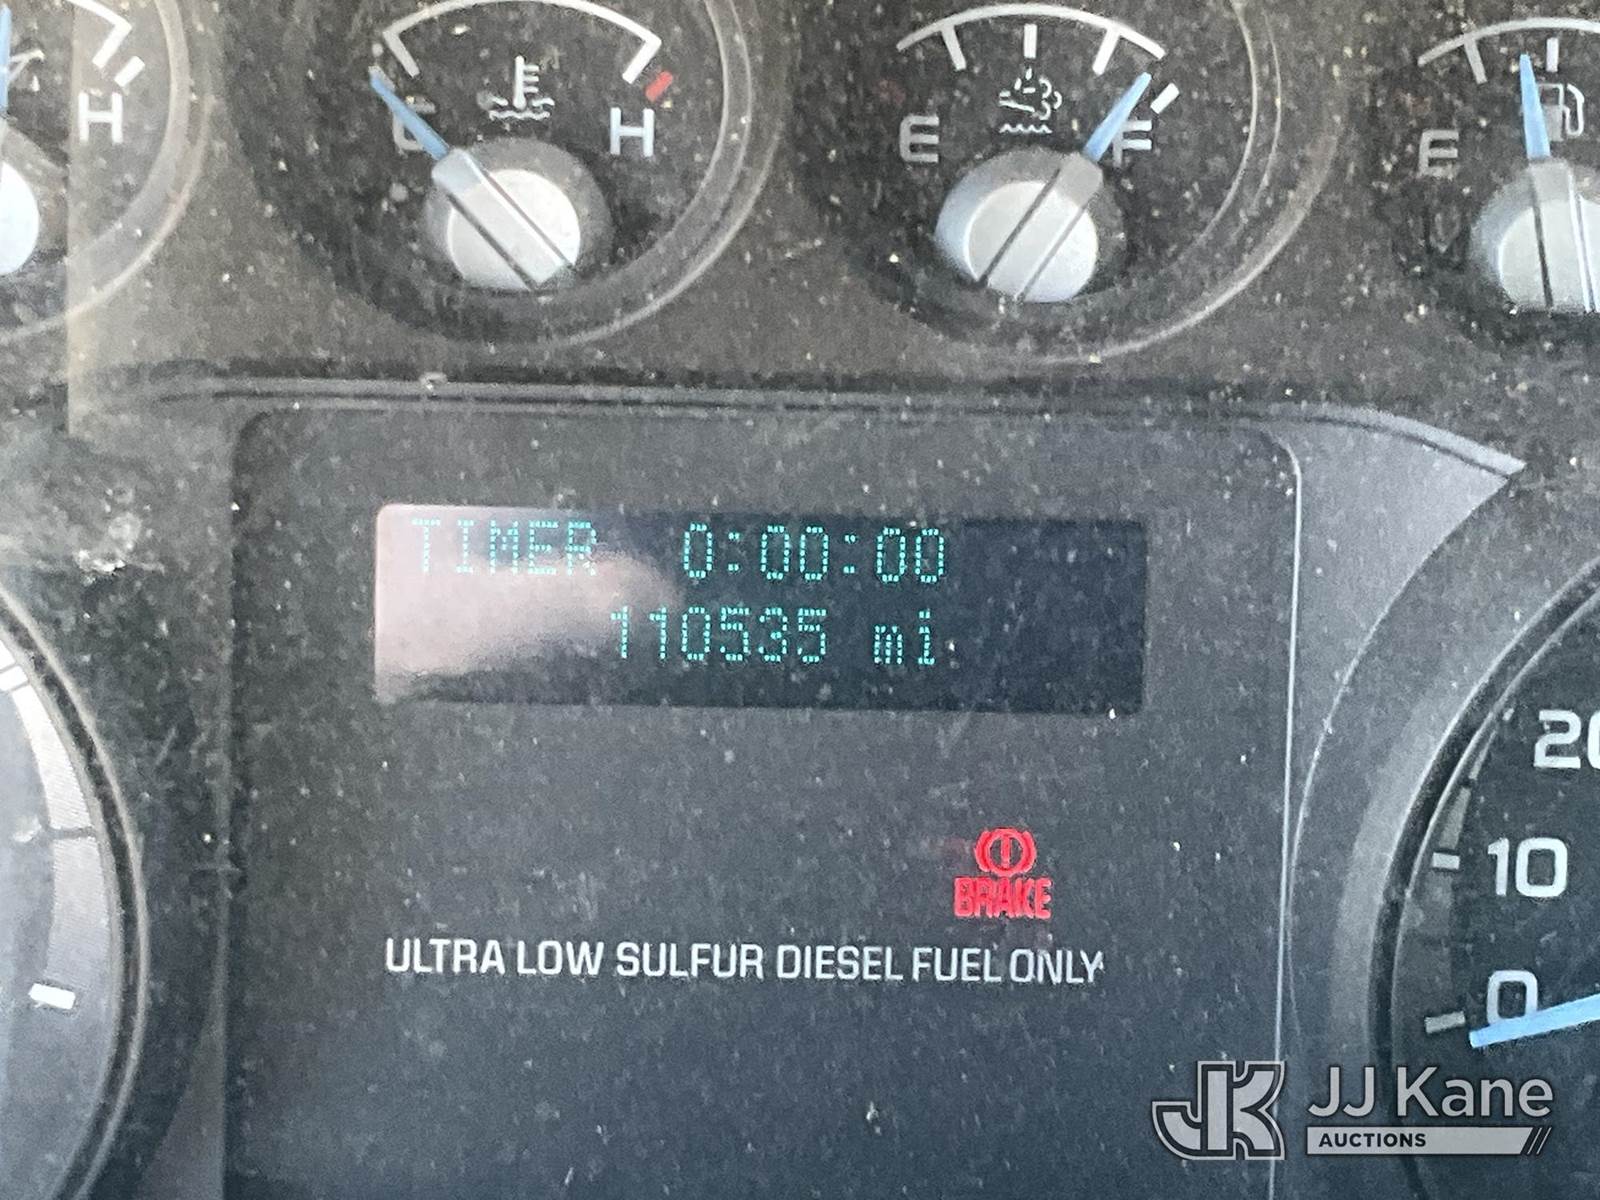 H
C H
E F
E
TIMER 0:00:00
110535 mi
BRAKE
ULTRA LOW SULFUR DIESEL FUEL ONLY
20
10
0
JK JJ Kane
AUCTIONS